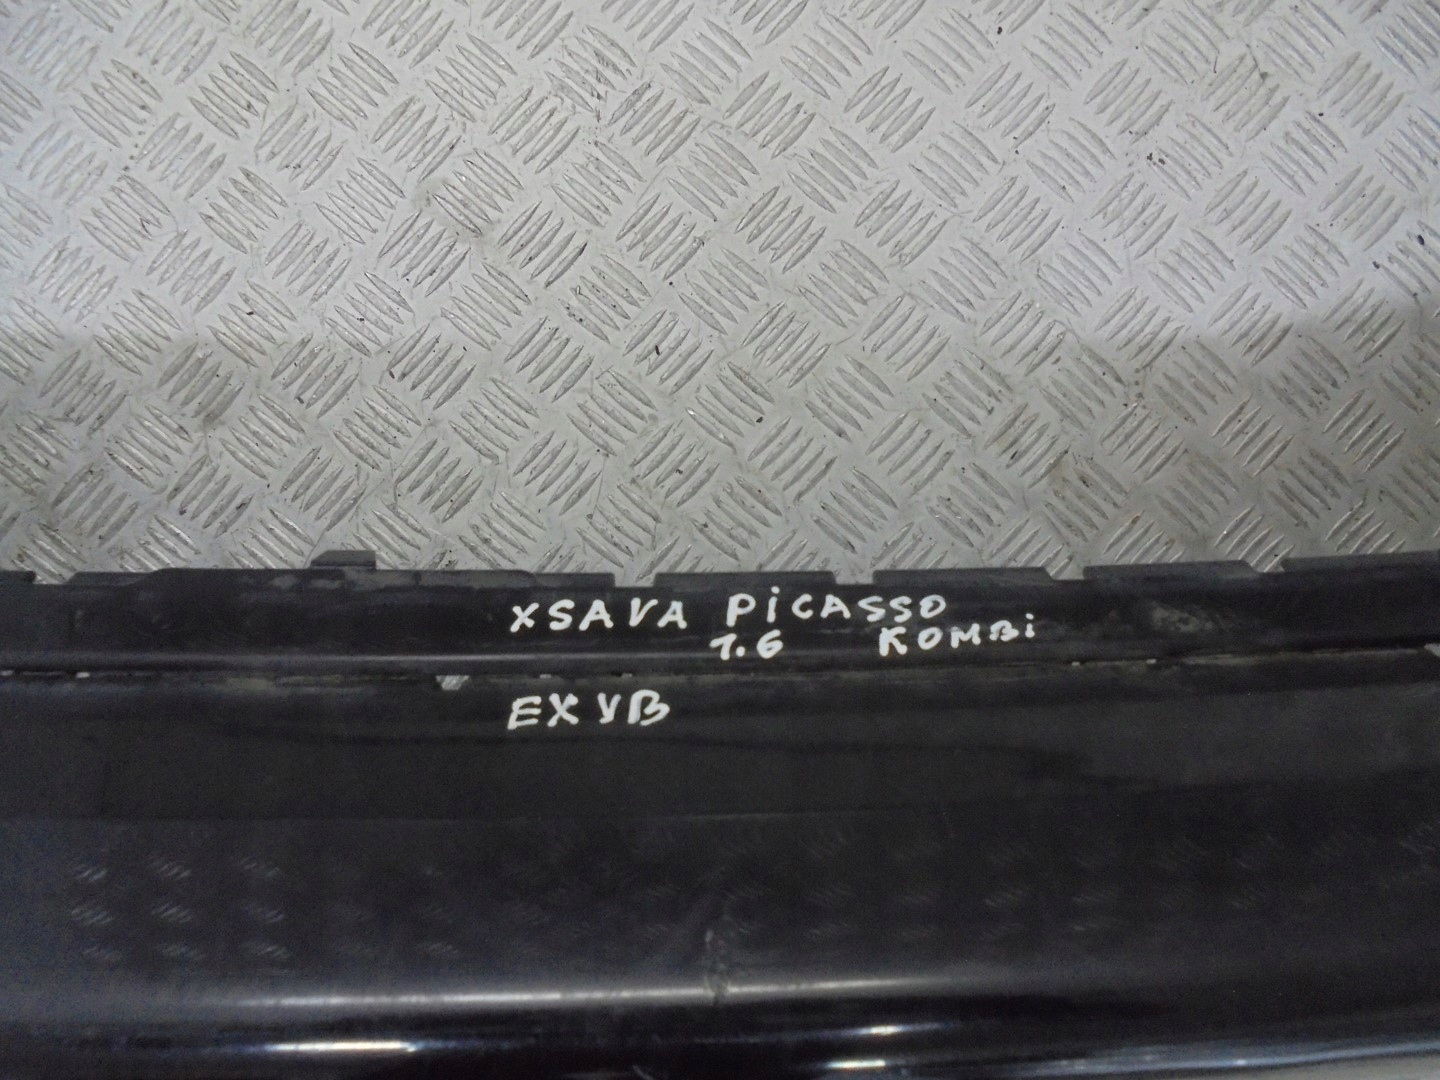 XSAVA PiCASSO
1.6 KOMBi
EXYB